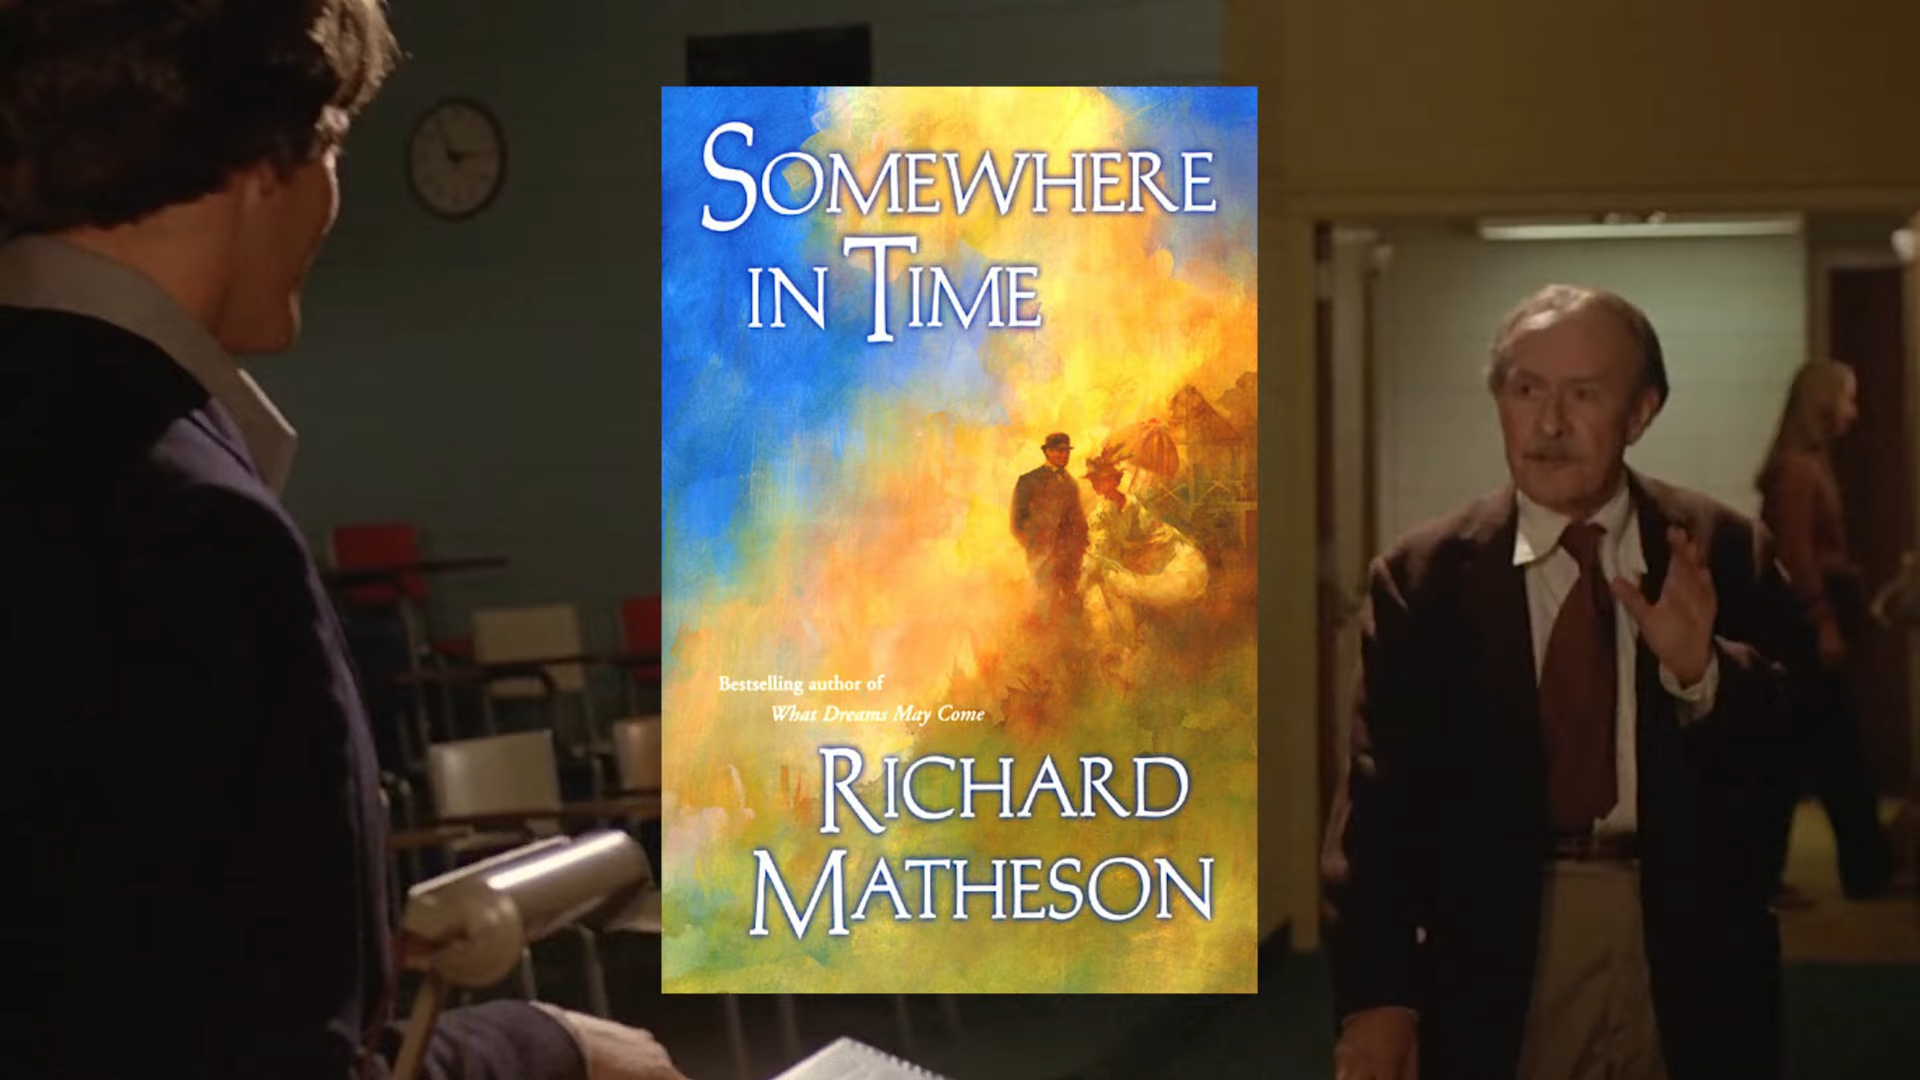 SOMEWHERE
IN TIME
Bestselling author of
What Dreams May Come
RICHARD
MATHESON